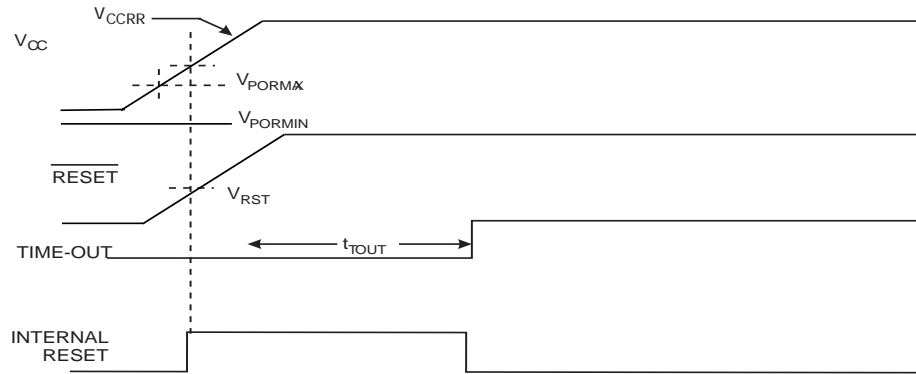 VCCRR
VCC
VPORMAX
VPORMIN
RESET
VRST
tTOUT
TIME-OUT
INTERNAL
RESET